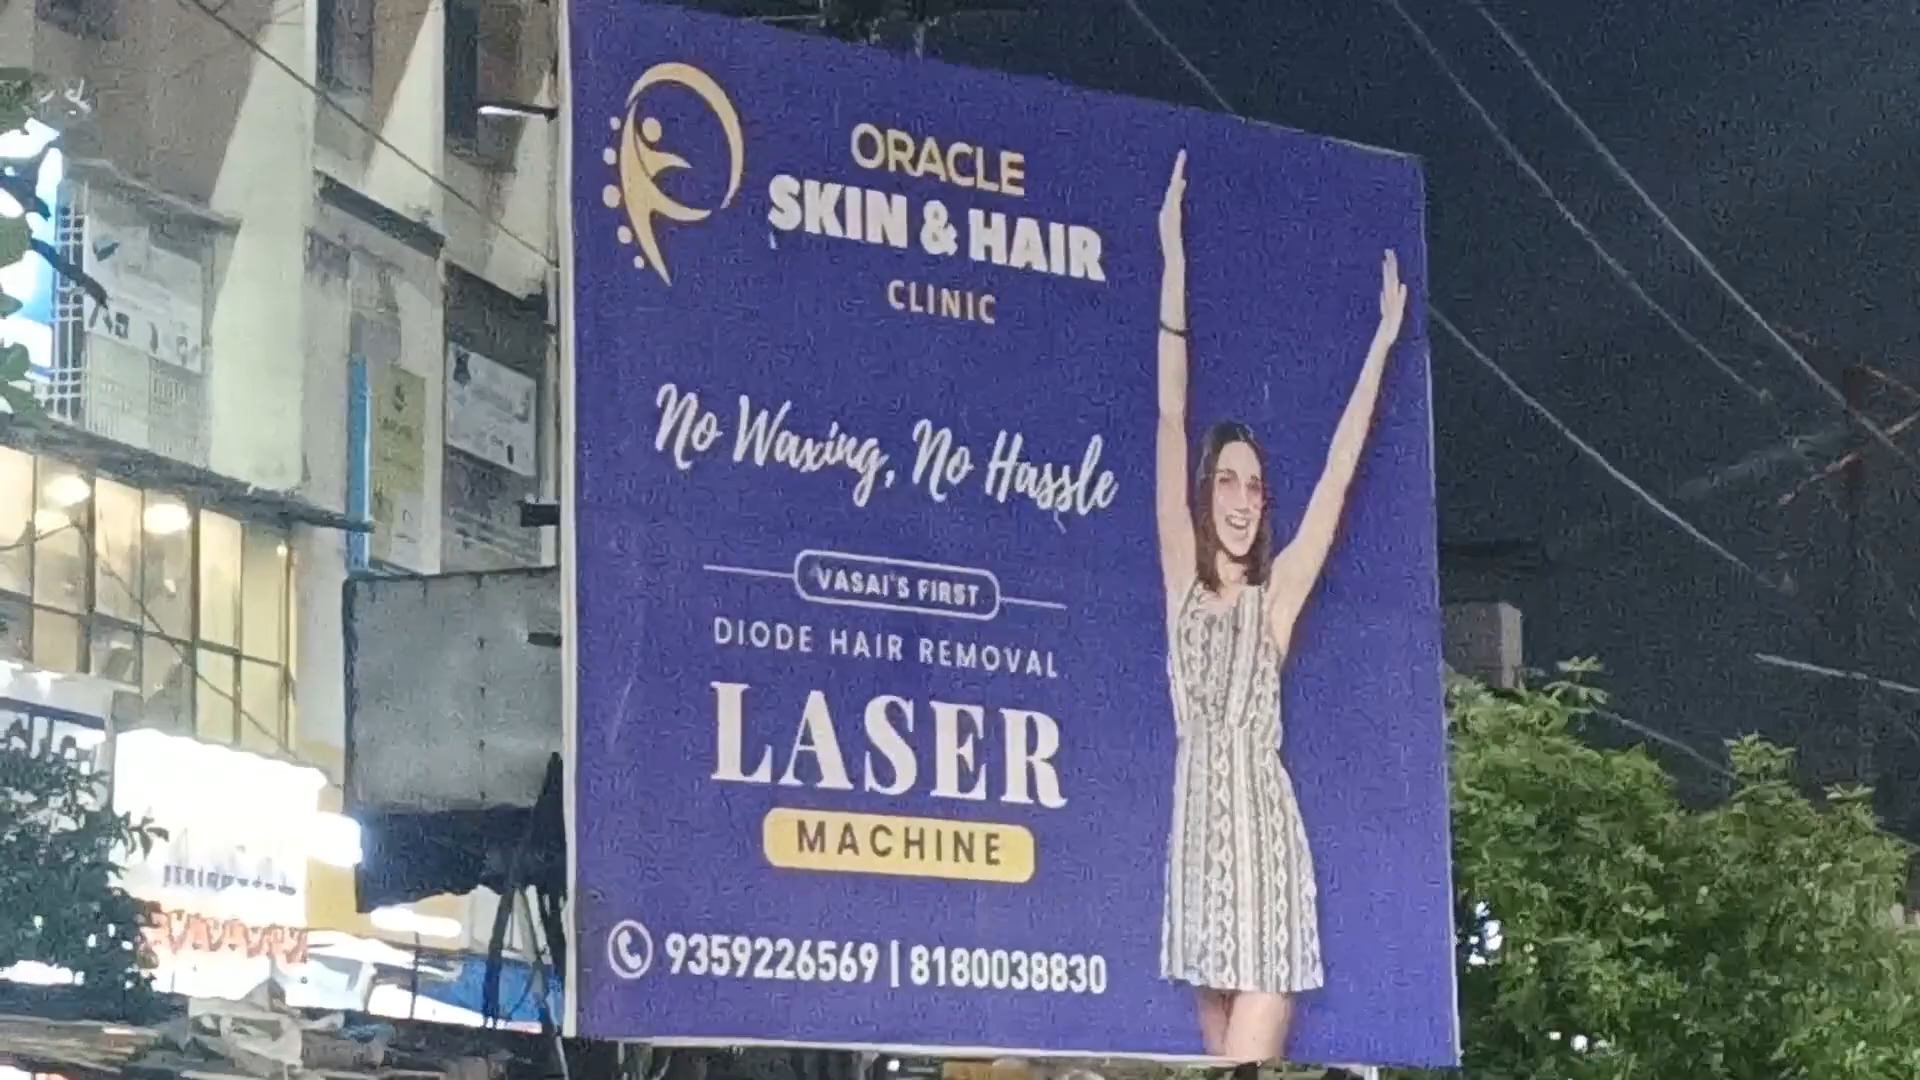 ORACLE
SKIN & HAIR
CLINIC
No Waxing, No Hassle
VASAI'S FIRST
DIODE HAIR REMOVAL
LASER
MACHINE
9359226569 | 8180038830